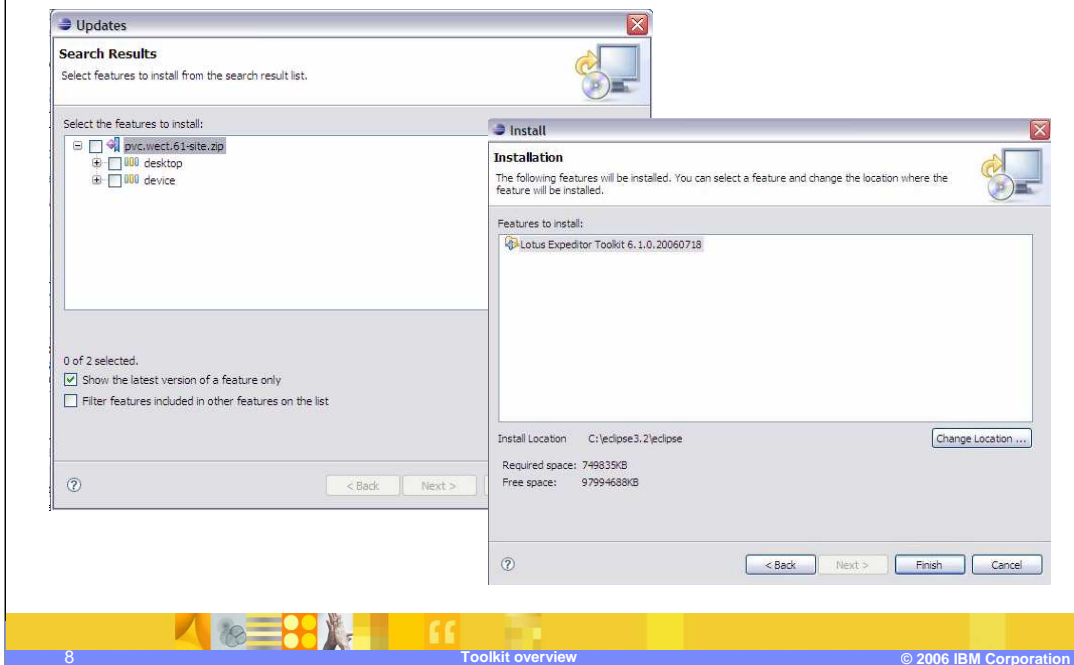 Updates
Search Results
Select features to install from the search result list.
Select the features to install:
pvc.wect.61-site.zip
desktop
device
0 of 2 selected.
Show the latest version of a feature only
Filter features included in other features on the list
< Back
Next >
Install
Installation
The following features will be installed. You can select a feature and change the location where the
feature will be installed.
Features to install:
Lotus Expeditor Toolkit 6.1.0.20060718
Install Location C:\eclipse3.2\eclipse
Change Location ...
Required space: 749835KB
Free space: 97994688KB
< Back
Next >
Finish
Cancel
8
Toolkit overview
© 2006 IBM Corporation